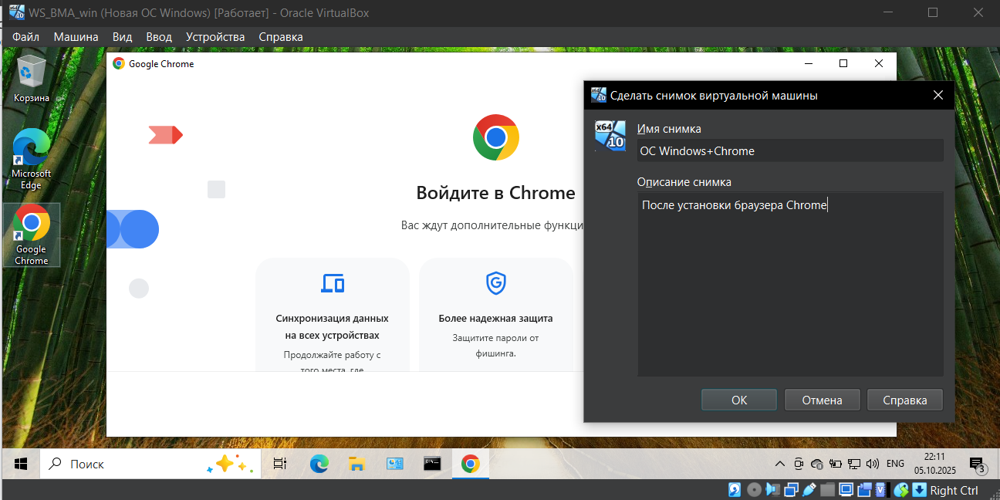 WS_BMA_win (Новая ОС Windows) [Работает] - Oracle VirtualBox
Файл Машина Вид Ввод Устройства Справка
Корзина
Microsoft
Edge
Google
Chrome
Google Chrome
Войдите в Chrome
Вас ждут дополнительные функци
Синхронизация данных
на всех устройствах
Продолжайте работу с
того места, где
Более надежная защита
Защитите пароли от
фишинга.
Сделать снимок виртуальной машины
x64
10
Имя снимка
ОС Windows+Chrome
Описание снимка
После установки браузера Chrome
ОК Отмена Справка
Поиск
ENG
22:11
05.10.2025
3
Right Ctrl